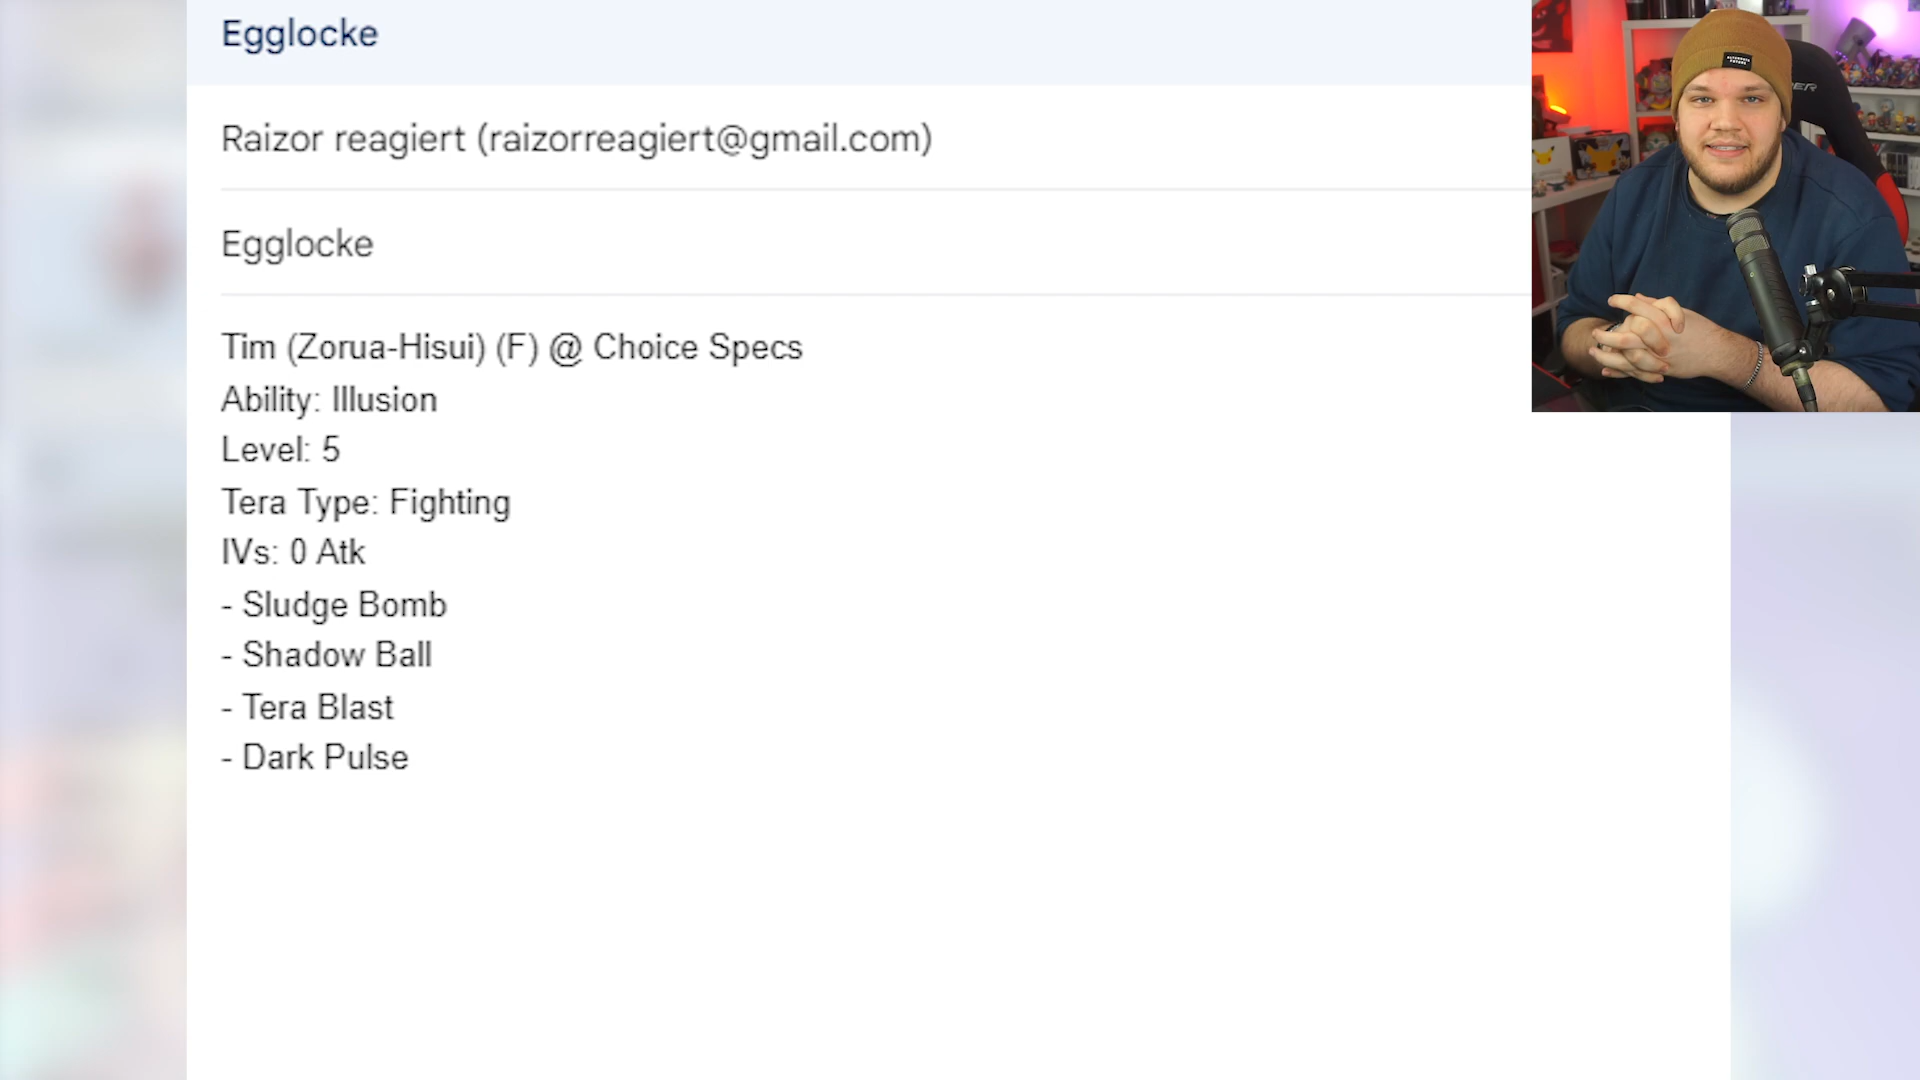 Egglocke
Raizor reagiert (raizorreagiert@gmail.com)
Egglocke
Tim (Zorua-Hisui) (F) @ Choice Specs
Ability: Illusion
Level: 5
Tera Type: Fighting
IVs: 0 Atk
- Sludge Bomb
- Shadow Ball
- Tera Blast
- Dark Pulse